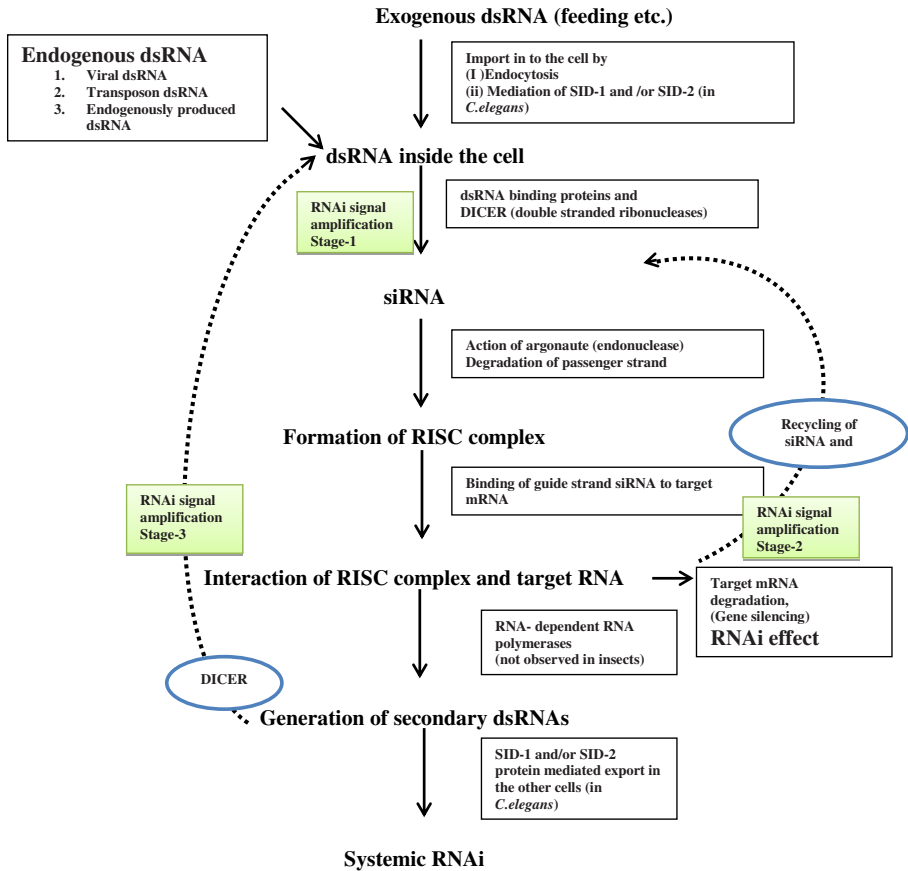 Exogenous dsRNA (feeding etc.)
Endogenous dsRNA
1. Viral dsRNA
2. Transposon dsRNA
3. Endogenously produced
dsRNA
Import in to the cell by
(I )Endocytosis
(ii) Mediation of SID-1 and /or SID-2 (in
C.elegans)
dsRNA inside the cell
RNAi signal
amplification
Stage-1
dsRNA binding proteins and
DICER (double stranded ribonucleases)
siRNA
Action of argonaute (endonuclease)
Degradation of passenger strand
Recycling of
siRNA and
Formation of RISC complex
Binding of guide strand siRNA to target
mRNA
RNAi signal
amplification
Stage-3
RNAi signal
amplification
Stage-2
Interaction of RISC complex and target RNA
Target mRNA
degradation,
(Gene silencing)
RNAi effect
RNA- dependent RNA
polymerases
(not observed in insects)
DICER
Generation of secondary dsRNAs
SID-1 and/or SID-2
protein mediated export in
the other cells (in
C.elegans)
Systemic RNAi